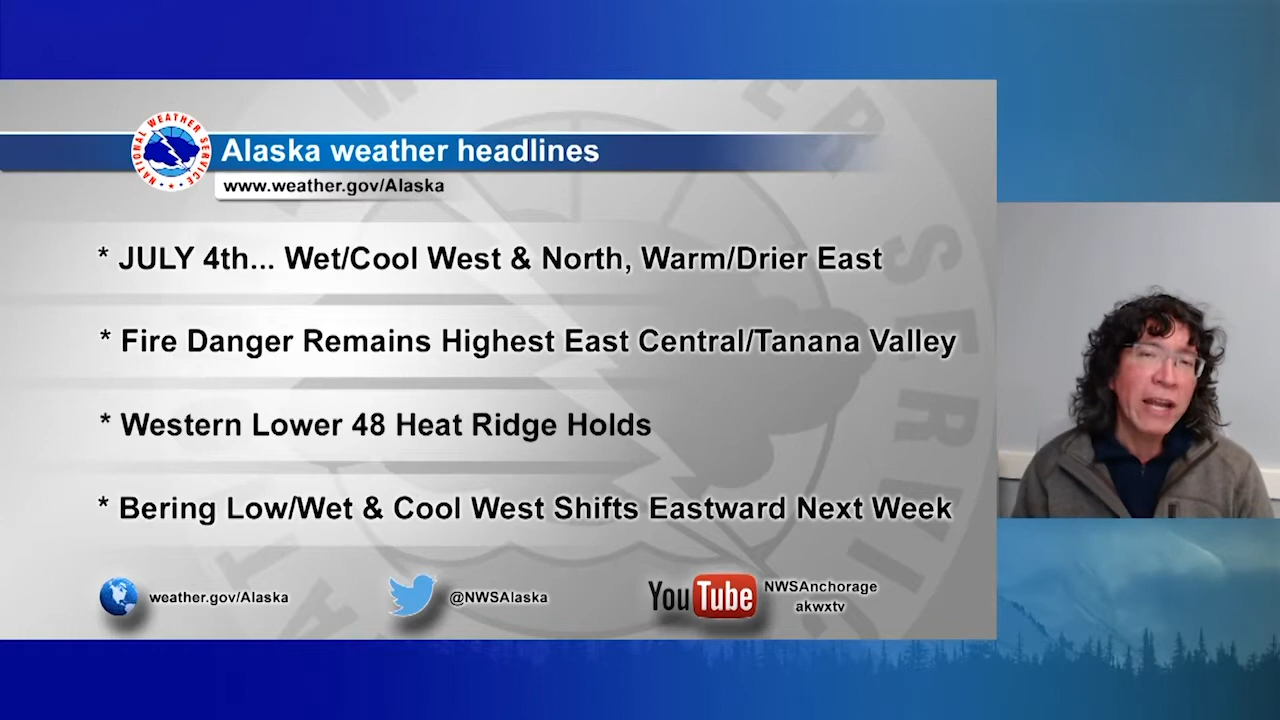 NATIONAL WEATHER SERVICE
Alaska weather headlines
www.weather.gov/Alaska
* JULY 4th... Wet/Cool West & North, Warm/Drier East
* Fire Danger Remains Highest East Central/Tanana Valley
* Western Lower 48 Heat Ridge Holds
* Bering Low/Wet & Cool West Shifts Eastward Next Week
weather.gov/Alaska
@NWSAlaska
YouTube
NWSAnchorage
akwxtv